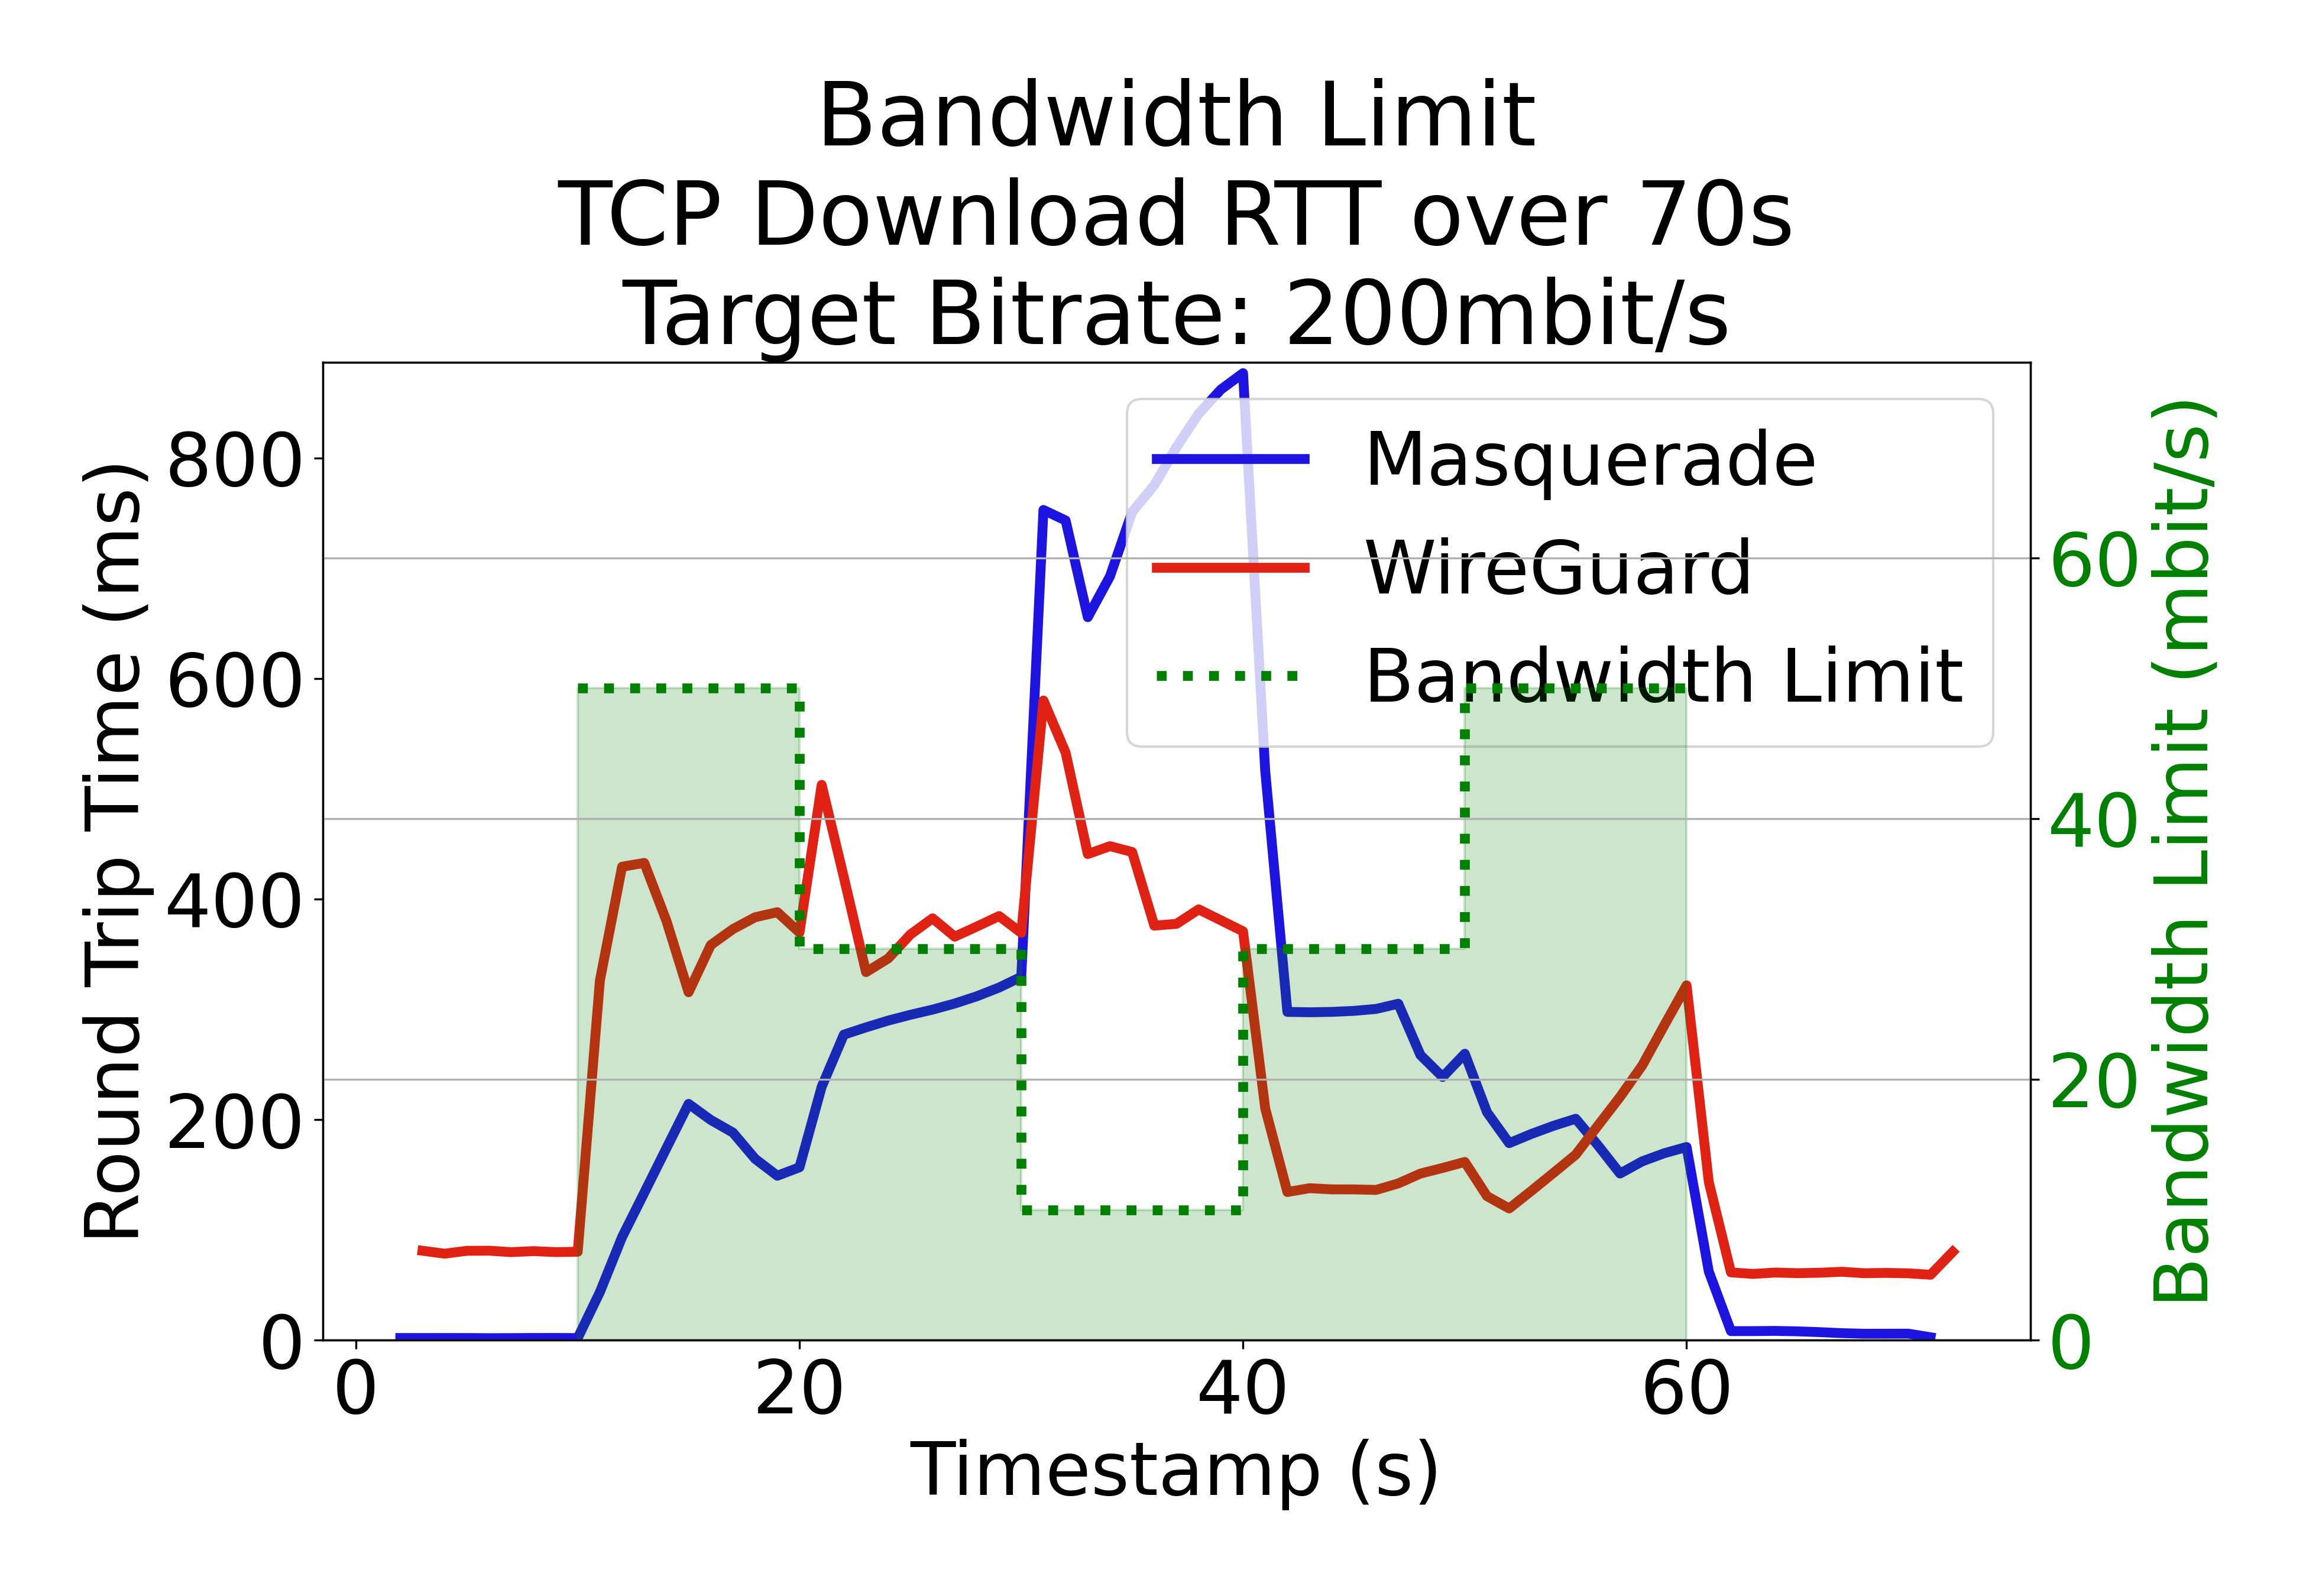 Bandwidth Limit
TCP Download RTT over 70s
Target Bitrate: 200mbit/s
Round Trip Time (ms)
800
600
400
200
0
Masquerade
WireGuard
Bandwidth Limit
60
40
20
0
Bandwidth Limit (mbit/s)
0
20
40
60
Timestamp (s)